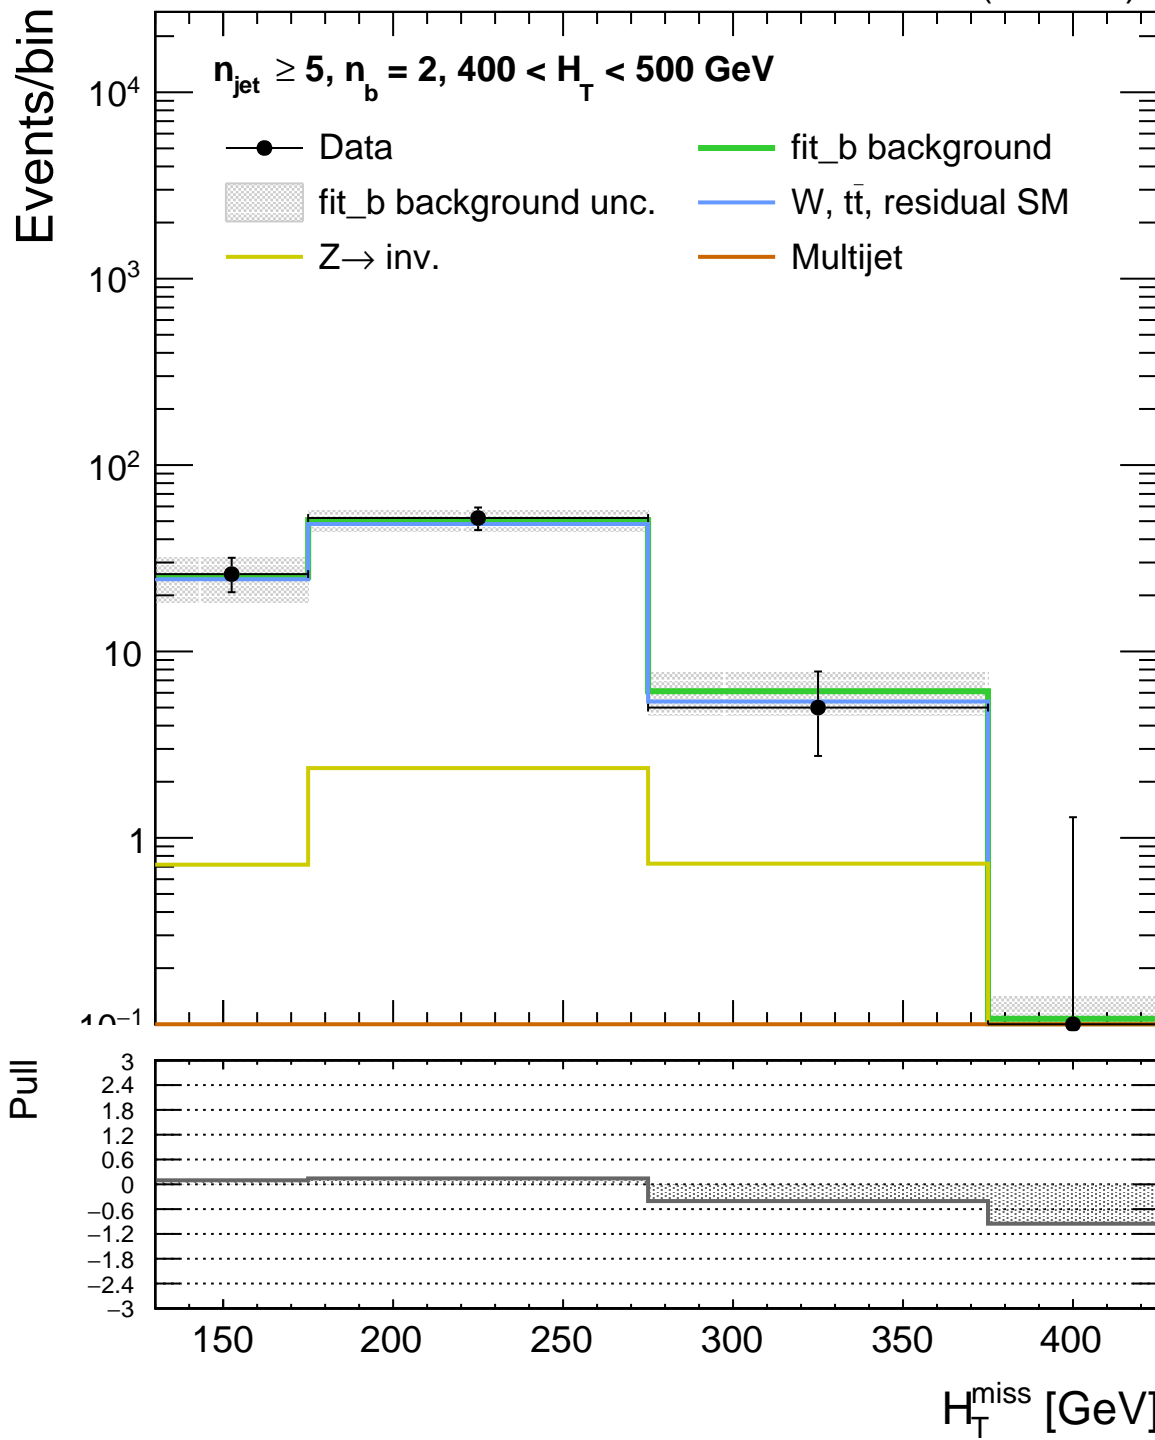 n_jet ≥ 5, n_b = 2, 400 < H_T < 500 GeV
Data
fit_b background
fit_b background unc.
W, tt̄, residual SM
Z→ inv.
Multijet
Events/bin
10^4
10^3
10^2
10
1
10^−1
Pull
3
2.4
1.8
1.2
0.6
0
−0.6
−1.2
−1.8
−2.4
−3
150 200 250 300 350 400
H_T^miss [GeV]